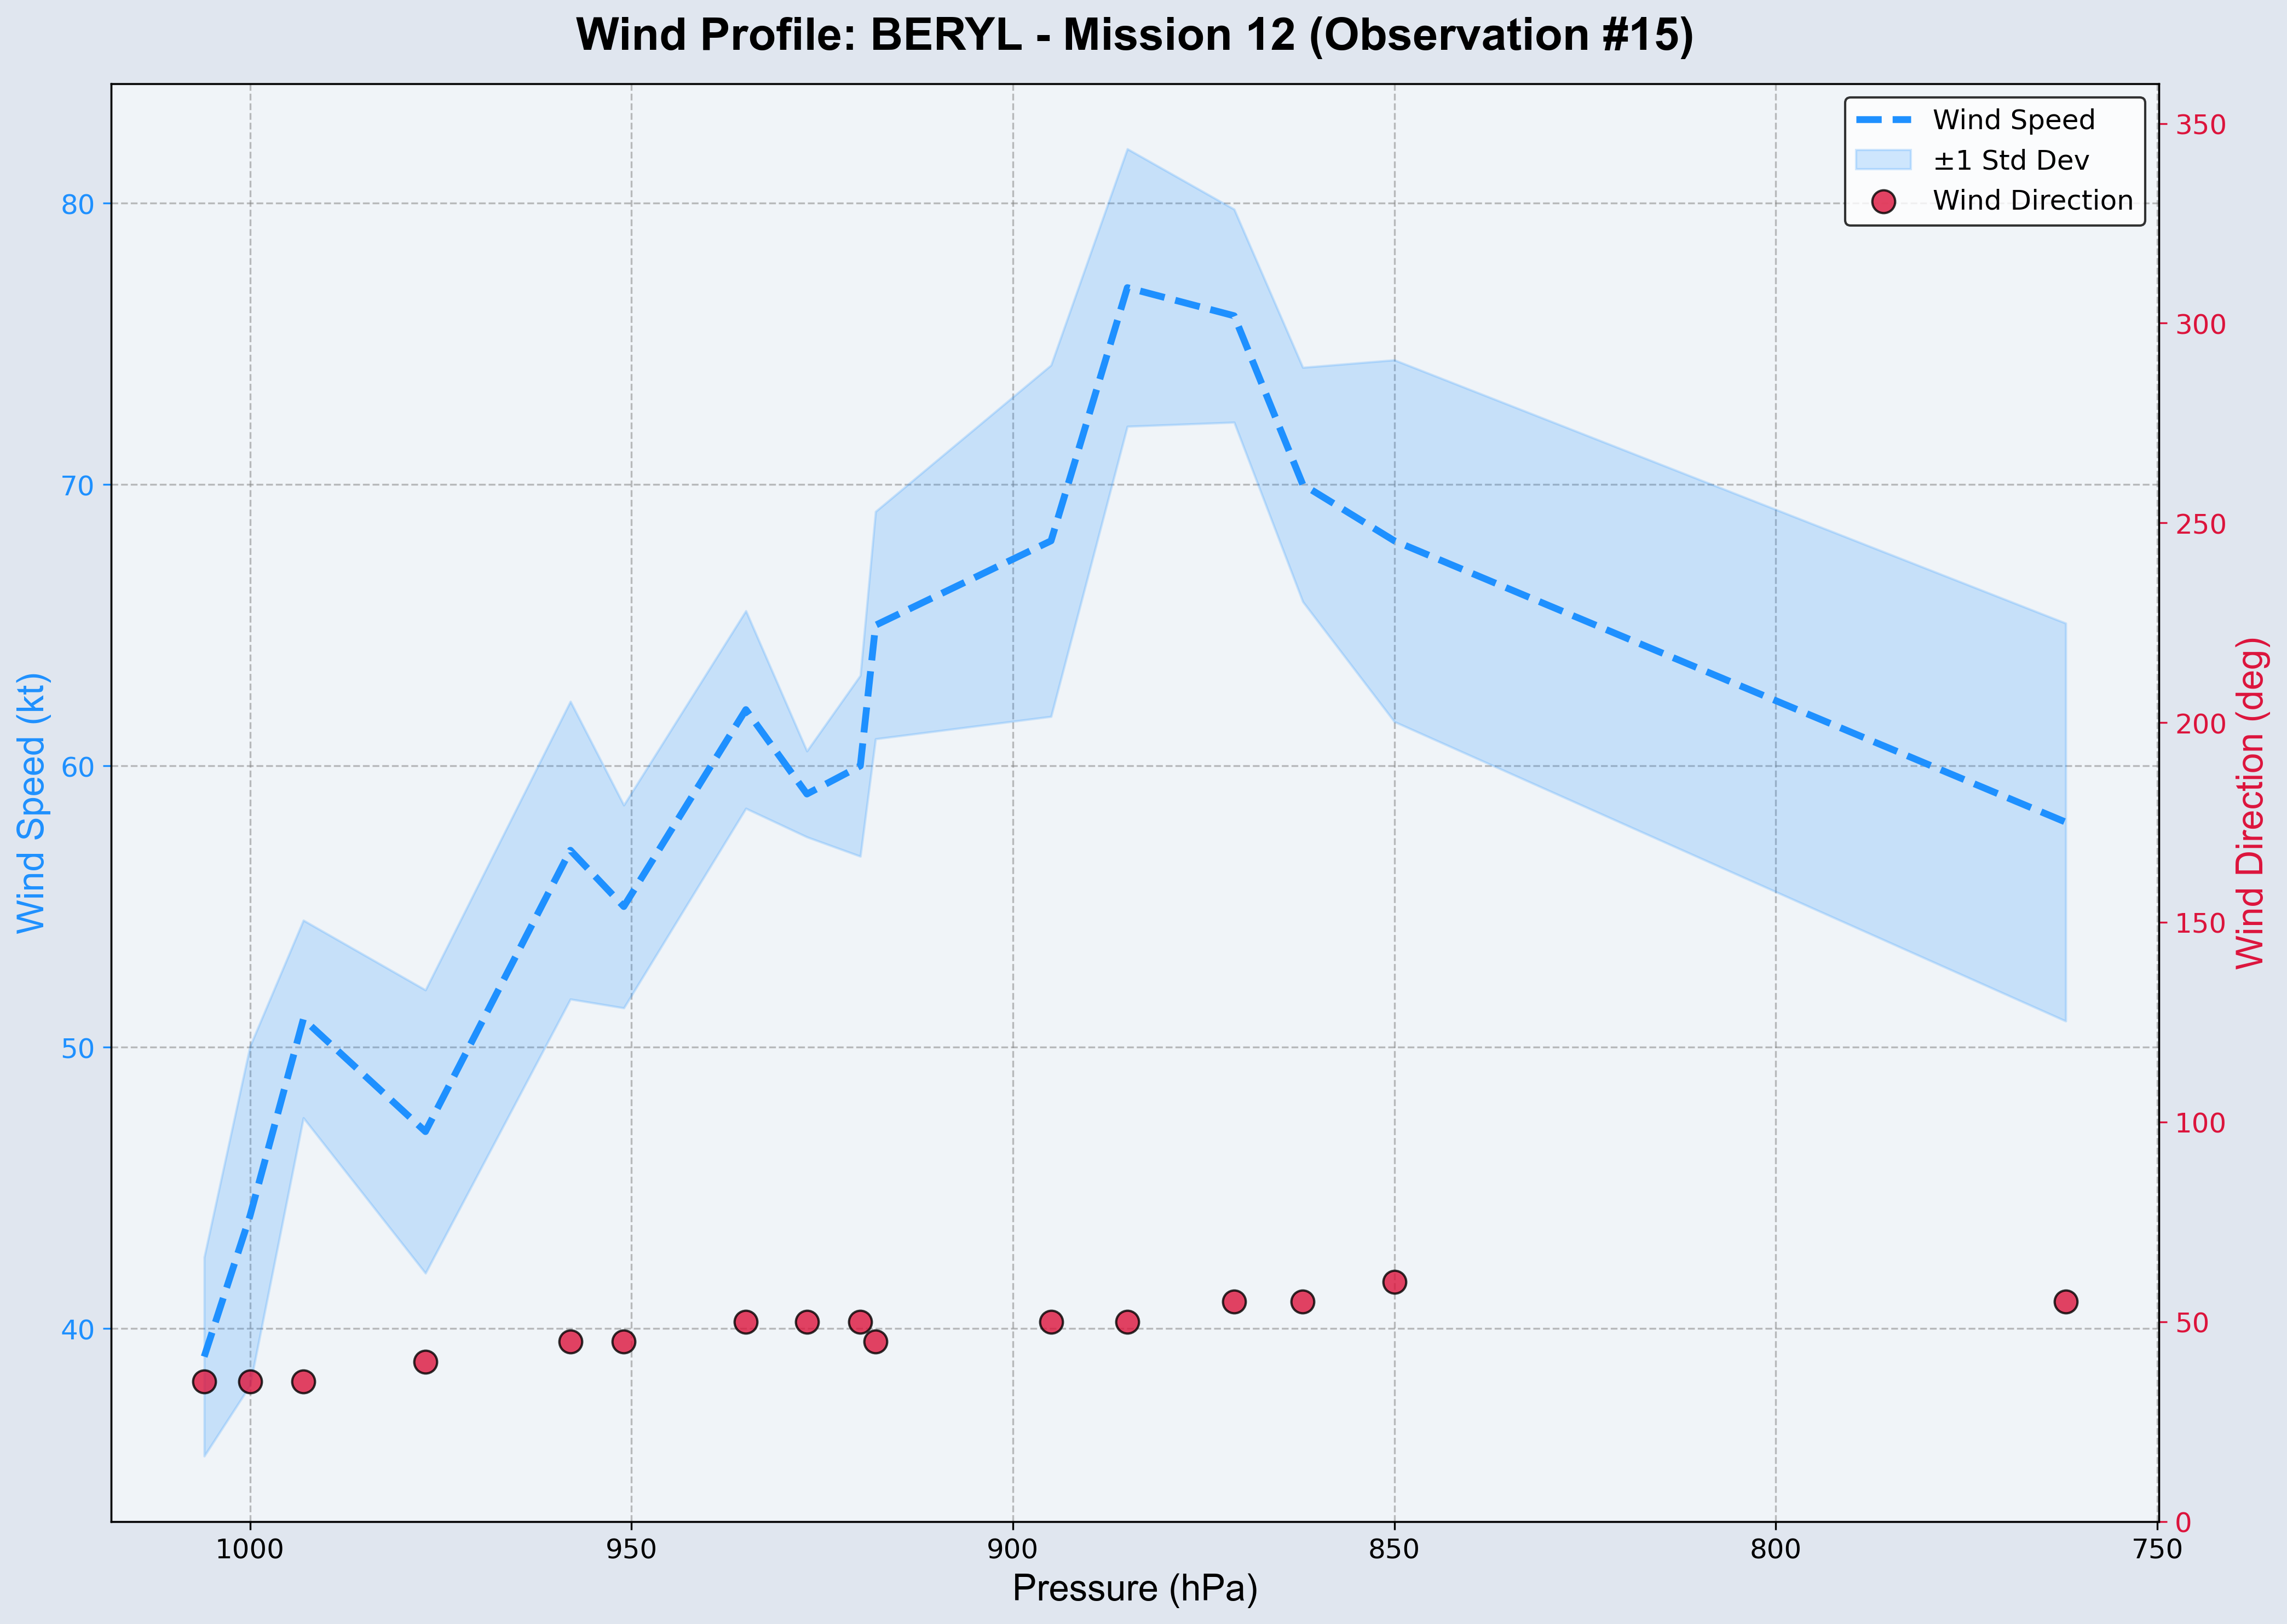 Wind Profile: BERYL - Mission 12 (Observation #15)
Wind Speed
±1 Std Dev
Wind Direction
Wind Speed (kt)
80
70
60
50
40
350
300
250
200
150
100
50
0
Wind Direction (deg)
1000
950
900
850
800
750
Pressure (hPa)